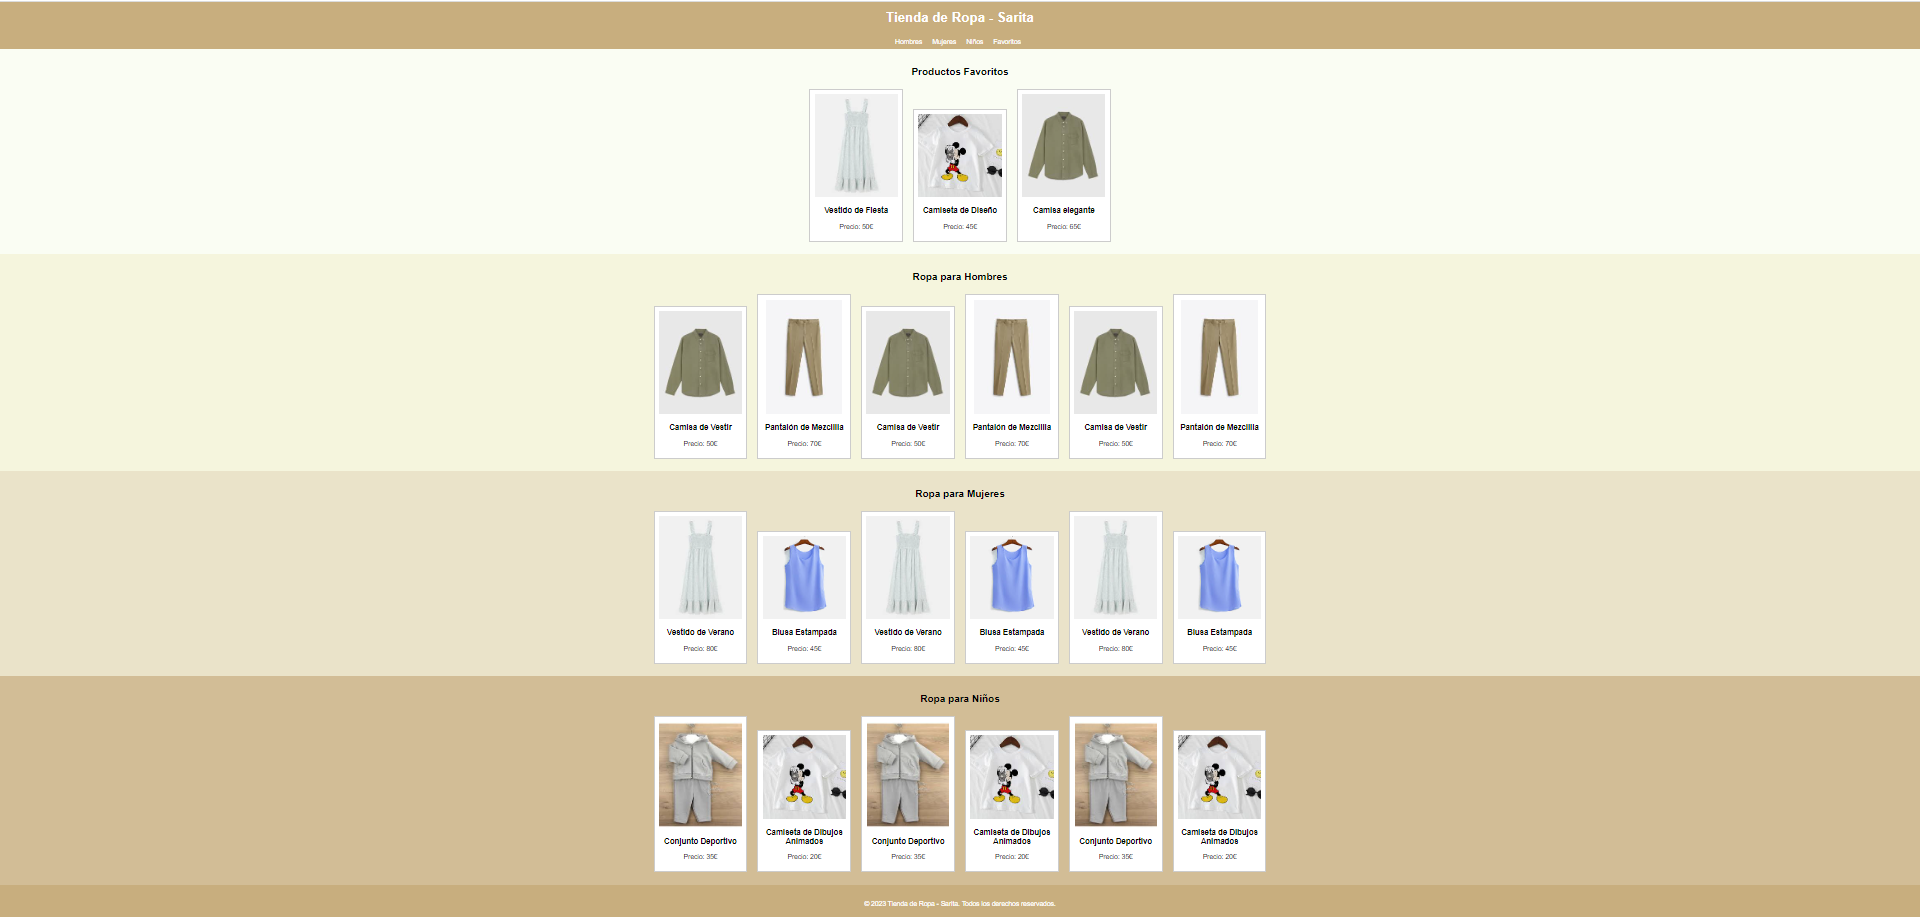 Tienda de Ropa - Sarita
Hombres Mujeres Niños Favoritos
Productos Favoritos
Vestido de Fiesta
Precio: 50€
Camiseta de Diseño
Precio: 45€
Camisa elegante
Precio: 65€
Ropa para Hombres
Camisa de Vestir
Precio: 50€
Pantalón de Mezclilla
Precio: 70€
Camisa de Vestir
Precio: 50€
Pantalón de Mezclilla
Precio: 70€
Camisa de Vestir
Precio: 50€
Pantalón de Mezclilla
Precio: 70€
Ropa para Mujeres
Vestido de Verano
Precio: 80€
Blusa Estampada
Precio: 45€
Vestido de Verano
Precio: 80€
Blusa Estampada
Precio: 45€
Vestido de Verano
Precio: 80€
Blusa Estampada
Precio: 45€
Ropa para Niños
Conjunto Deportivo
Precio: 35€
Camiseta de Dibujos
Animados
Precio: 20€
Conjunto Deportivo
Precio: 35€
Camiseta de Dibujos
Animados
Precio: 20€
Conjunto Deportivo
Precio: 35€
Camiseta de Dibujos
Animados
Precio: 20€
© 2023 Tienda de Ropa - Sarita. Todos los derechos reservados.